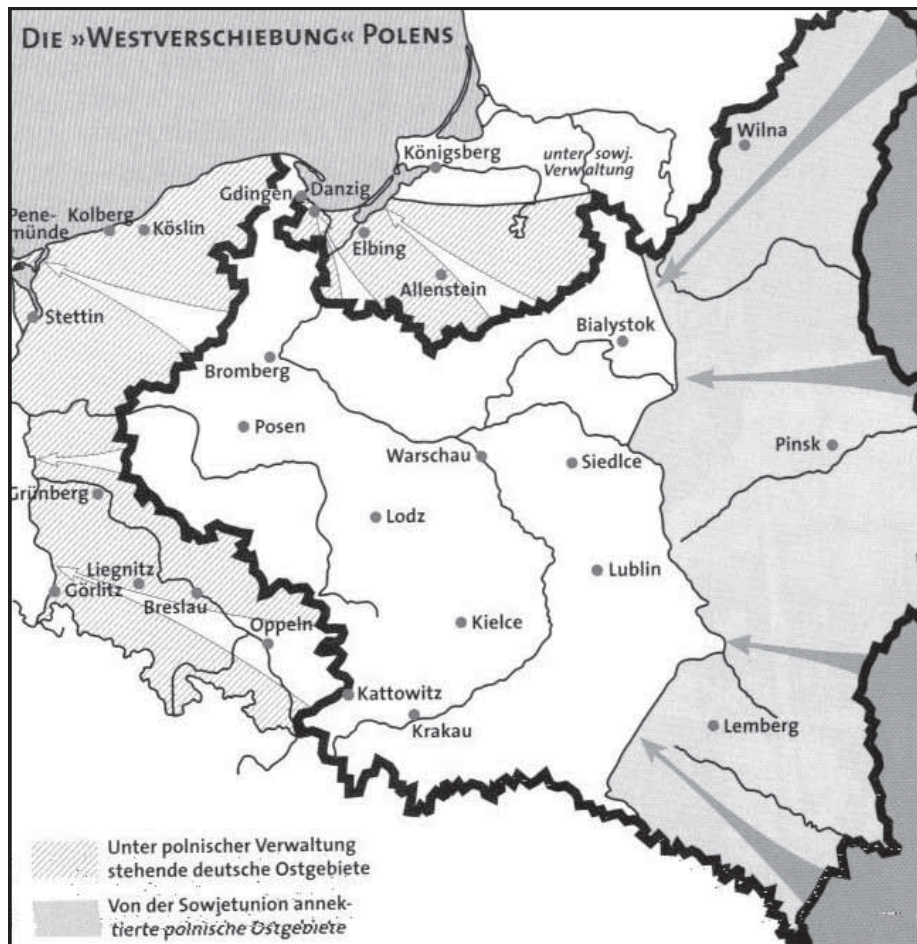 DIE »WESTVERSCHIEBUNG« POLENS
Wilna
Königsberg
unter sowj.
Verwaltung
Gdingen
Danzig
Pene-
münde
Kolberg
Köslin
Elbing
Allenstein
Stettin
Bialystok
Bromberg
Posen
Warschau
Siedlce
Pinsk
Grünberg
Lodz
Liegnitz
Görlitz
Breslau
Lublin
Oppeln
Kielce
Kattowitz
Krakau
Lemberg
Unter polnischer Verwaltung
stehende deutsche Ostgebiete
Von der Sowjetunion annek-
tierte polnische Ostgebiete